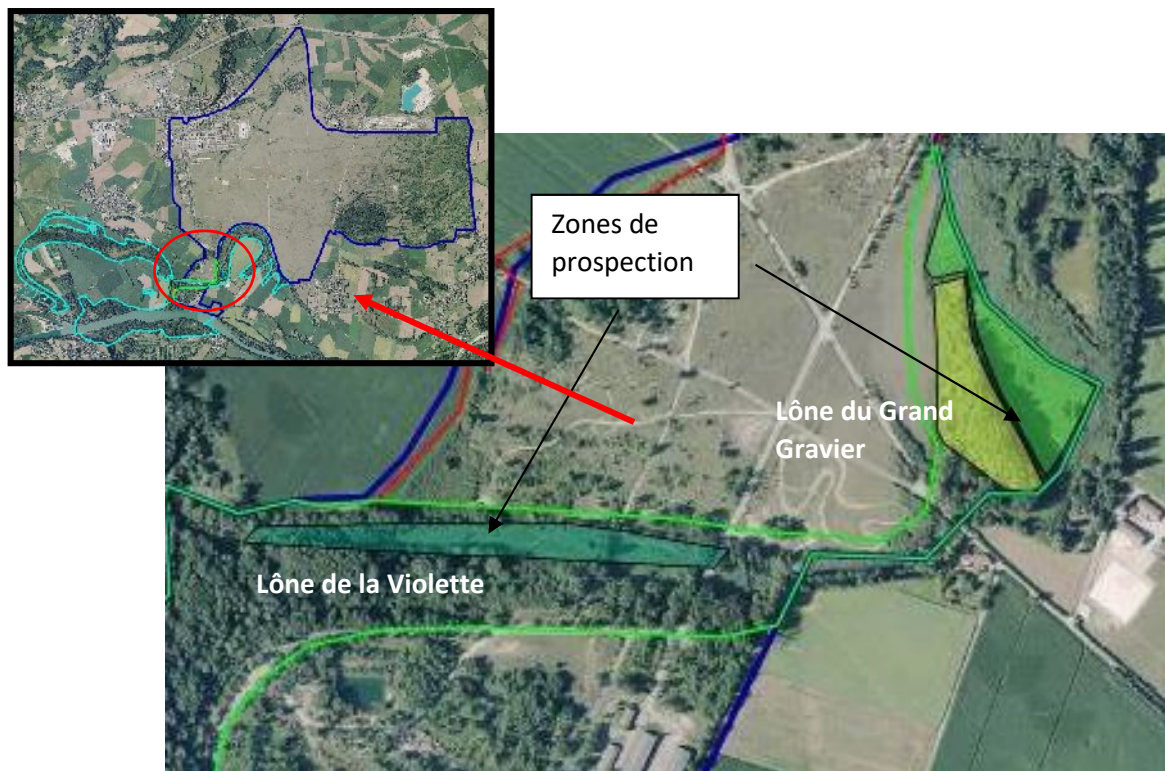 Zones de
prospection
Lône du Grand
Gravier
Lône de la Violette